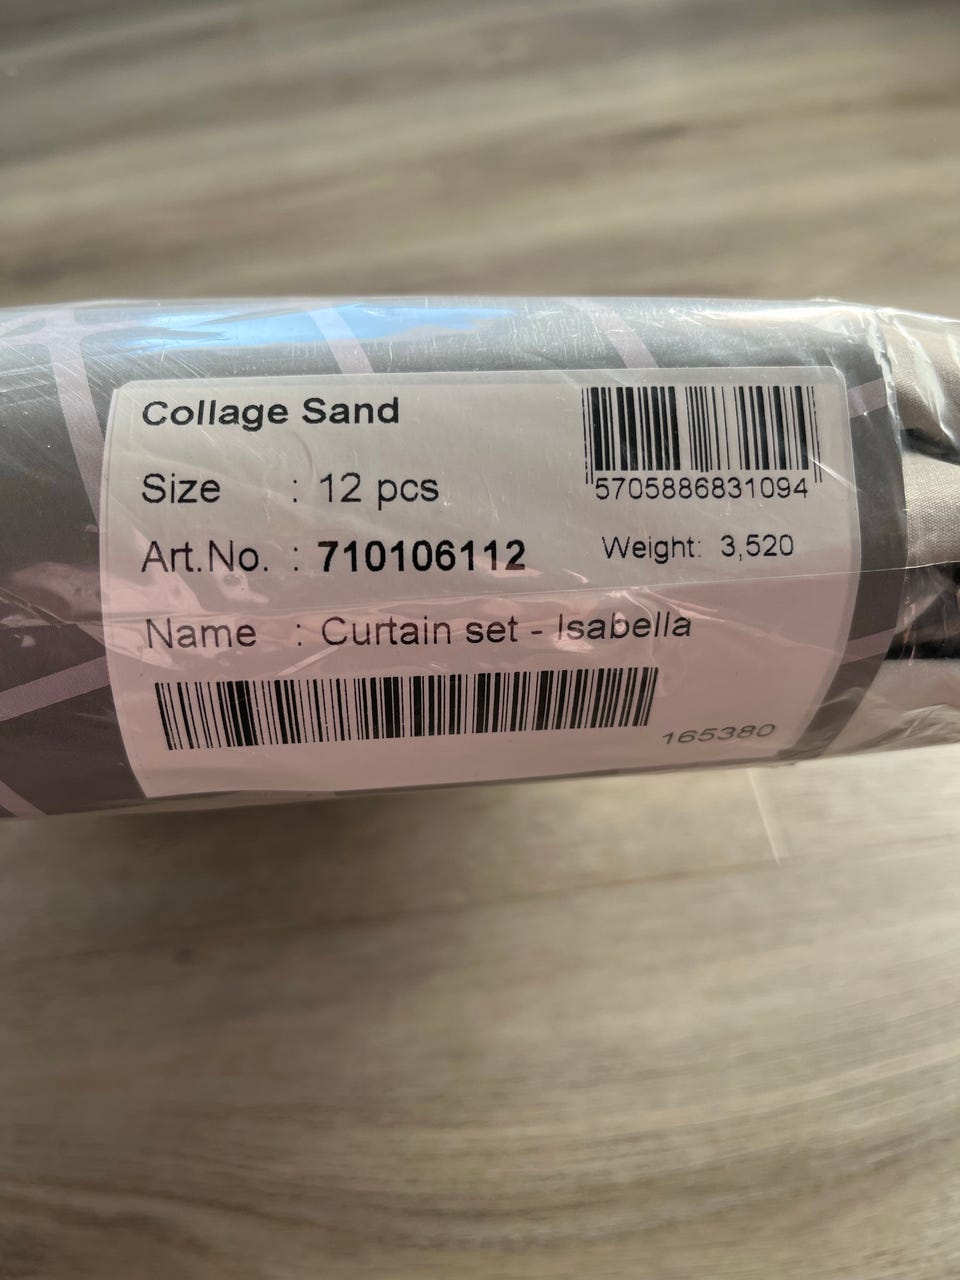 Collage Sand
Size : 12 pcs
5705886831094
Art.No. : 710106112
Weight: 3,520
Name : Curtain set - Isabella
165380